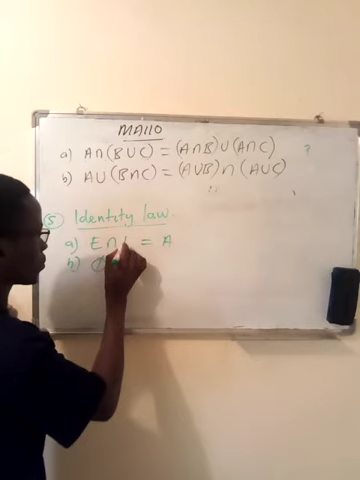 MA110
a) A∩(B∪C) = (A∩B)∪(A∩C) ?
b) A∪(B∩C) = (A∪B)∩(A∪C)
⑤ Identity law.
a) E∩ = A
b)